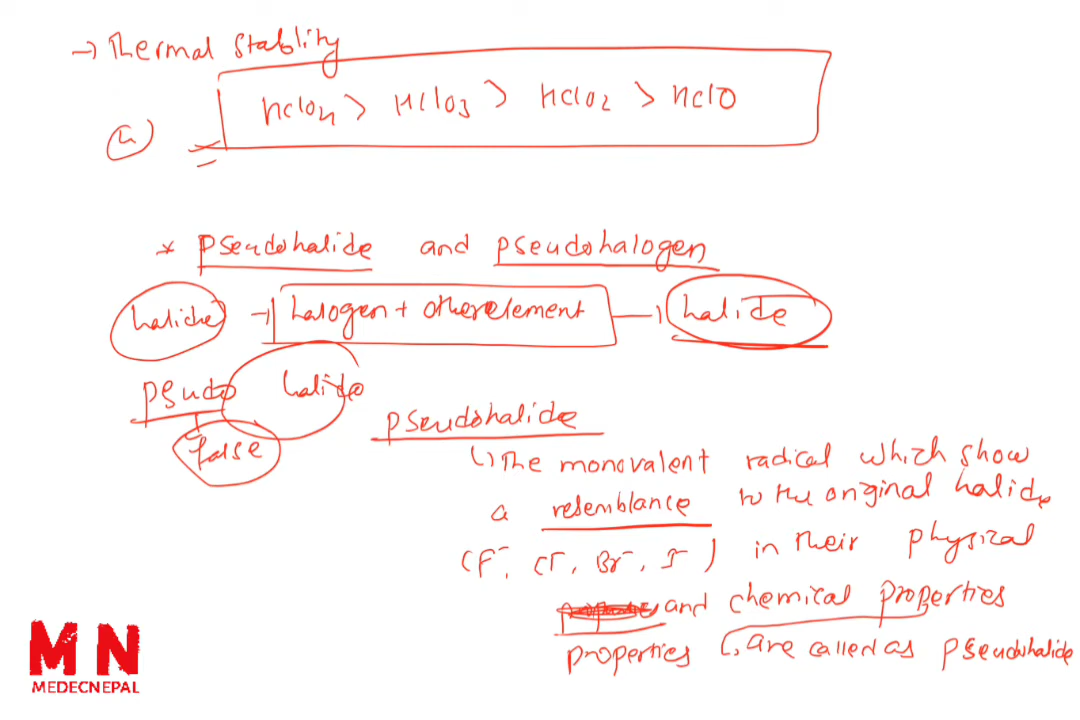 → Thermal stablity
HClO4 > HClO3 > HClO2 > HClO
* pseudohalide and pseudohalogen
halide → halogen + other element → halide
pseudo halide
false
pseudohalide
↳ The monovalent radical which show
a resemblance to the original halide
(F-, Cl-, Br-, I-) in their physical
and chemical properties
properties ↳ are called as pseudohalide
MN
MEDECNEPAL